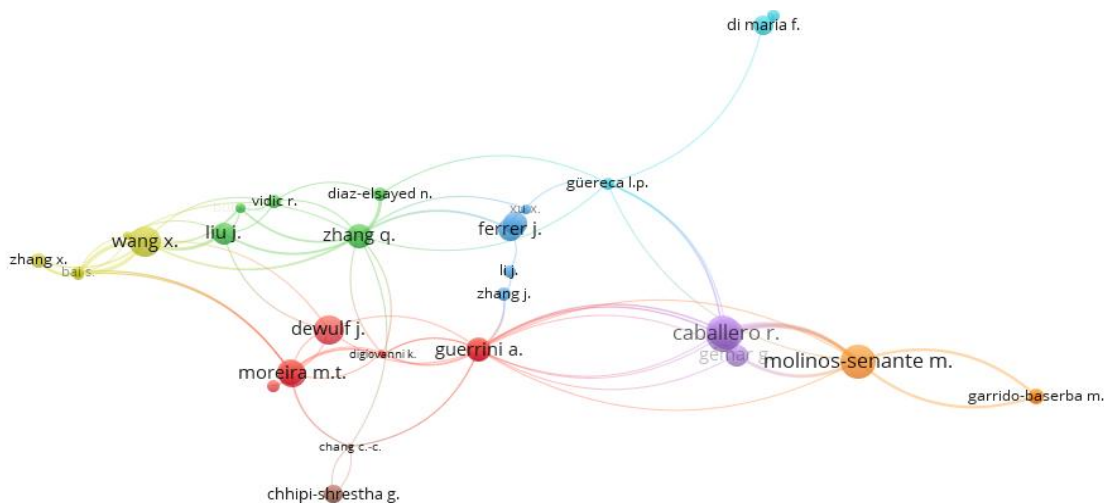 di maria f.
güereca l.p.
diaz-elsayed n.
vidic r.
xu x.
ferrer j.
zhang q.
liu j.
wang x.
zhang x.
bai s.
li j.
zhang j.
dewulf j.
caballero r.
guerrini a.
digiovanni k.
gemar g.
molinos-senante m.
moreira m.t.
garrido-baserba m.
chang c.-c.
chhipi-shrestha g.